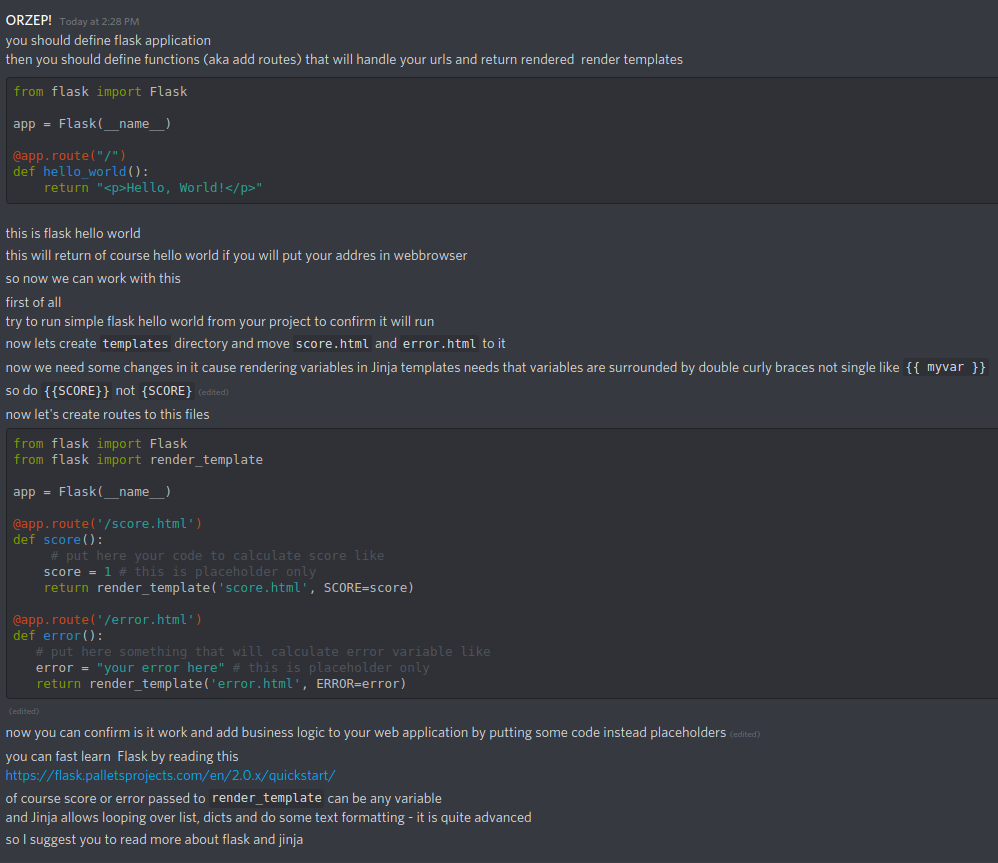 ORZEP! Today at 2:28 PM
you should define flask application
then you should define functions (aka add routes) that will handle your urls and return rendered  render templates
from flask import Flask

app = Flask(__name__)

@app.route("/")
def hello_world():
    return "<p>Hello, World!</p>"

this is flask hello world
this will return of course hello world if you will put your addres in webbrowser
so now we can work with this
first of all
try to run simple flask hello world from your project to confirm it will run
now lets create templates directory and move score.html and error.html to it
now we need some changes in it cause rendering variables in Jinja templates needs that variables are surrounded by double curly braces not single like {{ myvar }}
so do {{SCORE}} not {SCORE} (edited)
now let's create routes to this files
from flask import Flask
from flask import render_template

app = Flask(__name__)

@app.route('/score.html')
def score():
     # put here your code to calculate score like
    score = 1 # this is placeholder only
    return render_template('score.html', SCORE=score)

@app.route('/error.html')
def error():
   # put here something that will calculate error variable like
   error = "your error here" # this is placeholder only
   return render_template('error.html', ERROR=error)
(edited)
now you can confirm is it work and add business logic to your web application by putting some code instead placeholders (edited)
you can fast learn  Flask by reading this
https://flask.palletsprojects.com/en/2.0.x/quickstart/
of course score or error passed to render_template can be any variable
and Jinja allows looping over list, dicts and do some text formatting - it is quite advanced
so I suggest you to read more about flask and jinja